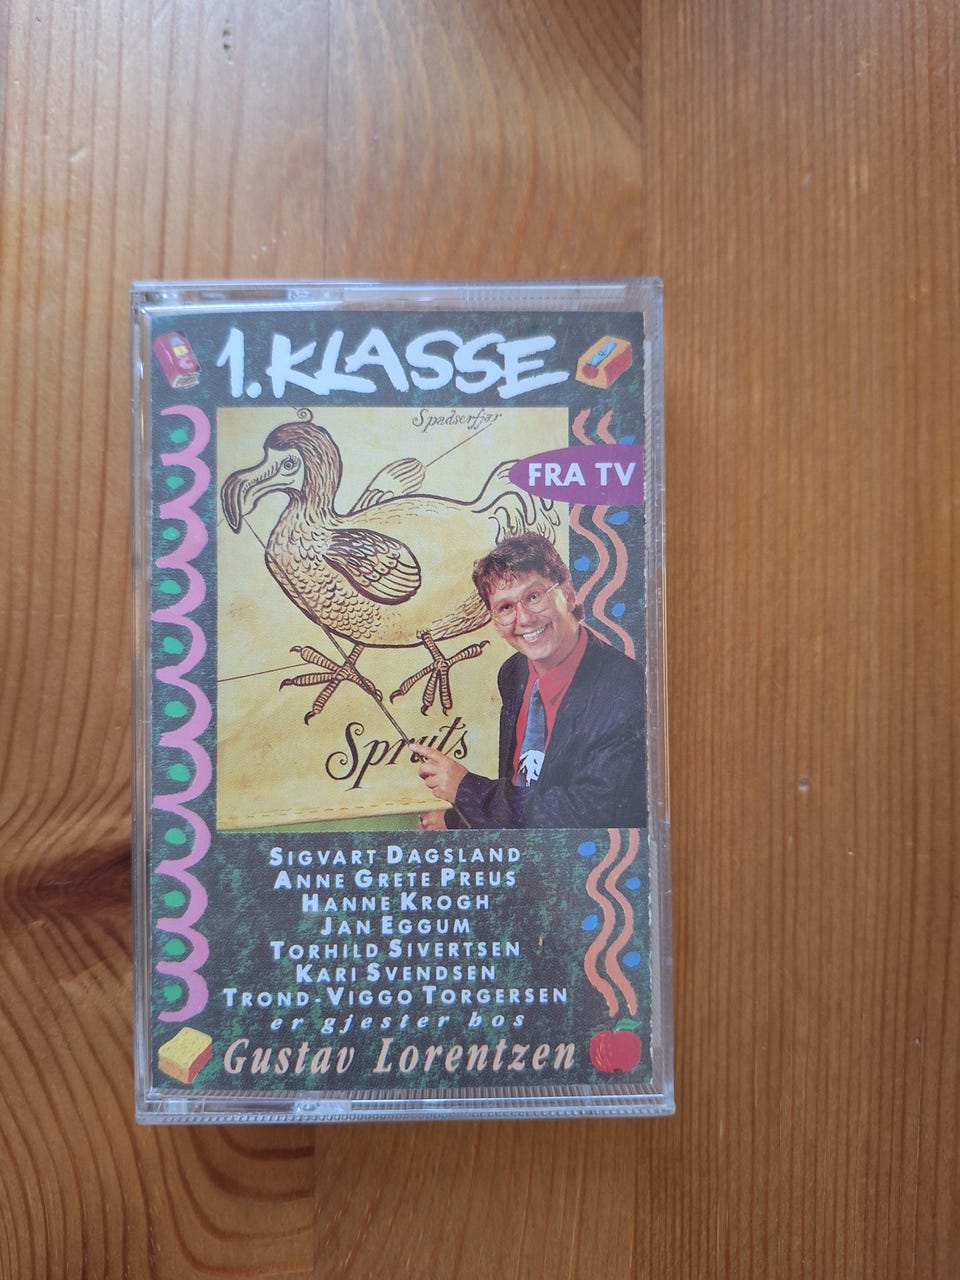 1. KLASSE
Spadserfjær
FRA TV
Spruts
SIGVART DAGSLAND
ANNE GRETE PREUS
HANNE KROGH
JAN EGGUM
TORHILD SIVERTSEN
KARI SVENDSEN
TROND-VIGGO TORGERSEN
er gjester hos
GUSTAV LORENTZEN